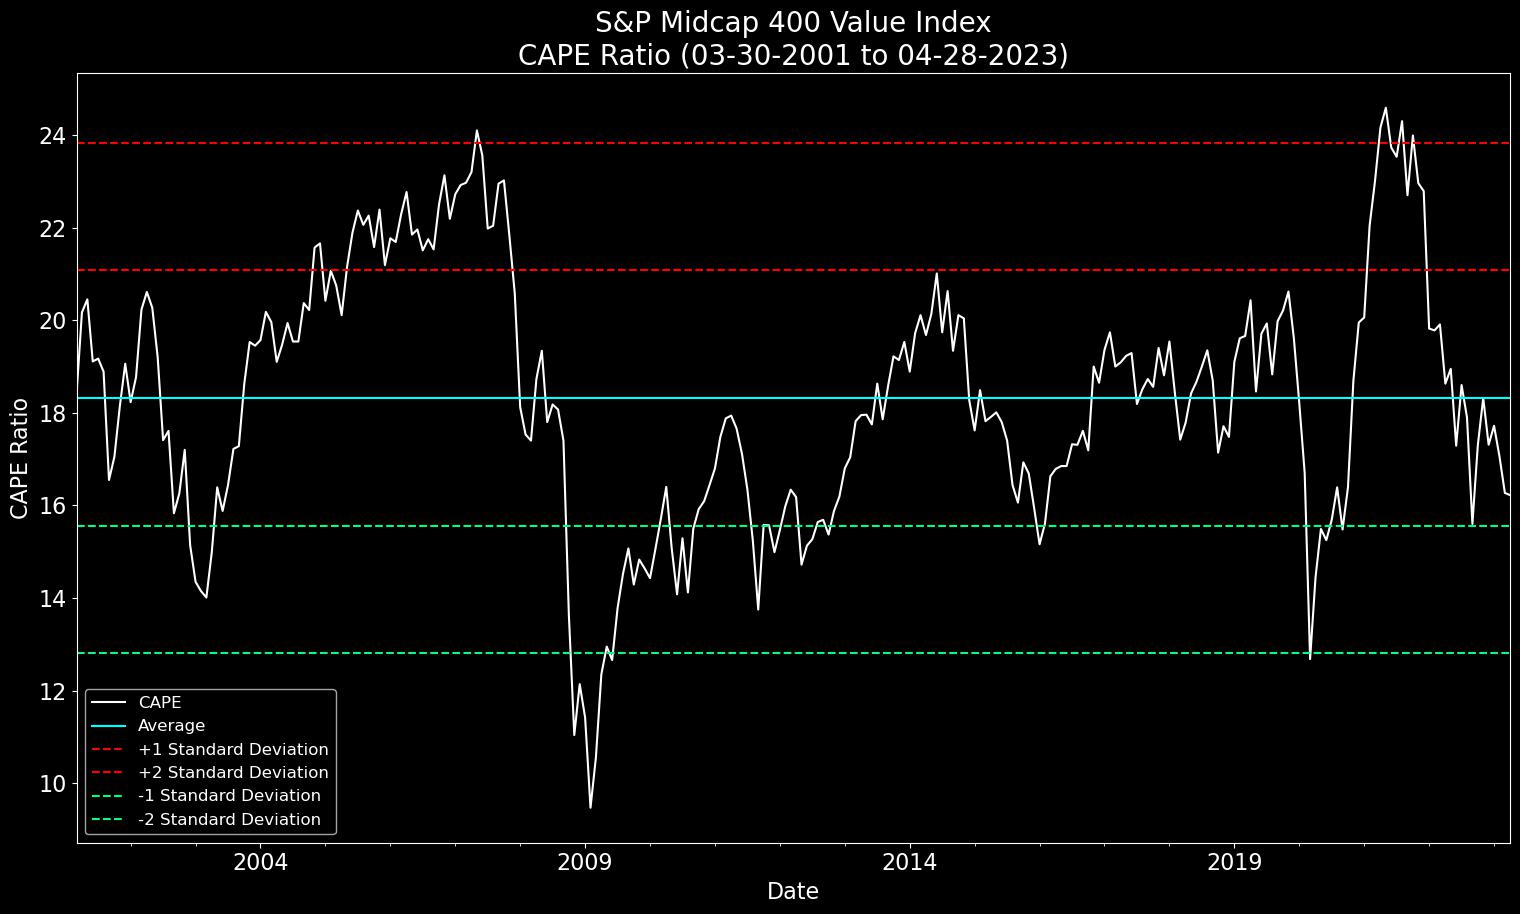 S&P Midcap 400 Value Index
CAPE Ratio (03-30-2001 to 04-28-2023)
CAPE Ratio
24
22
20
18
16
14
12
10
CAPE
Average
+1 Standard Deviation
+2 Standard Deviation
-1 Standard Deviation
-2 Standard Deviation
2004
2009
2014
2019
Date